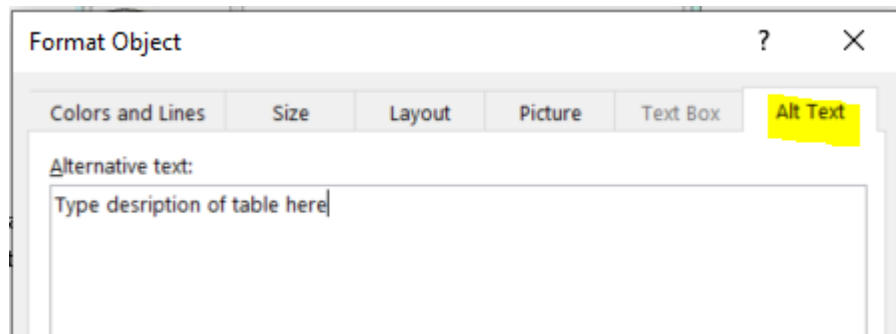 Format Object
? X
Colors and Lines Size Layout Picture Text Box Alt Text
Alternative text:
Type desription of table here